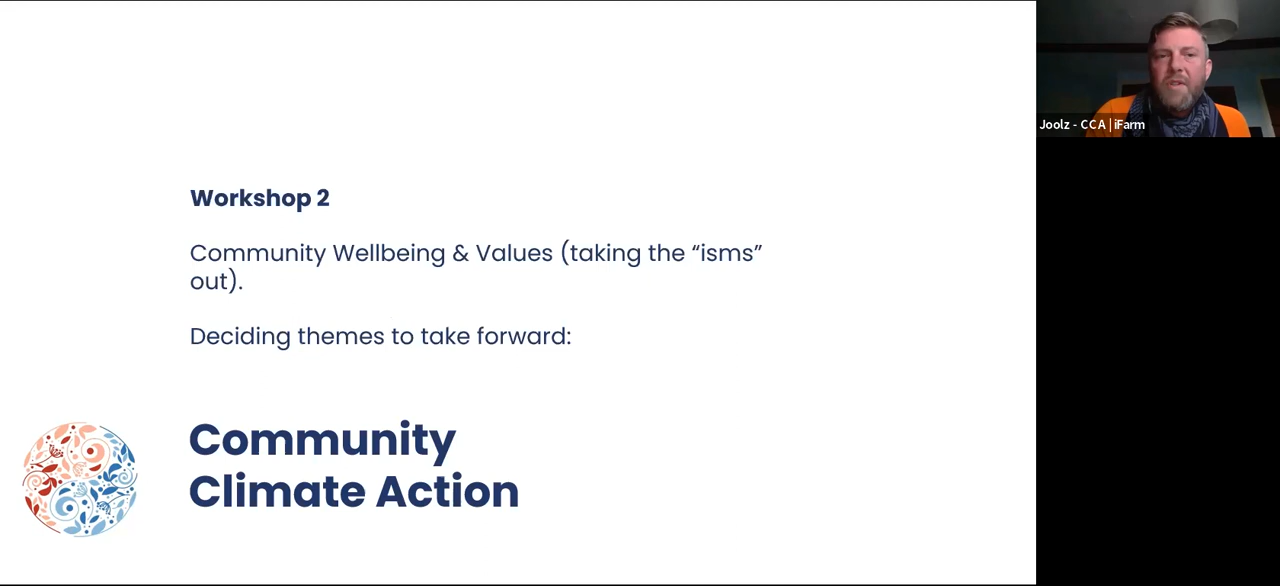 Workshop 2
Community Wellbeing & Values (taking the “isms”
out).
Deciding themes to take forward:
Community
Climate Action
Joolz - CCA | iFarm